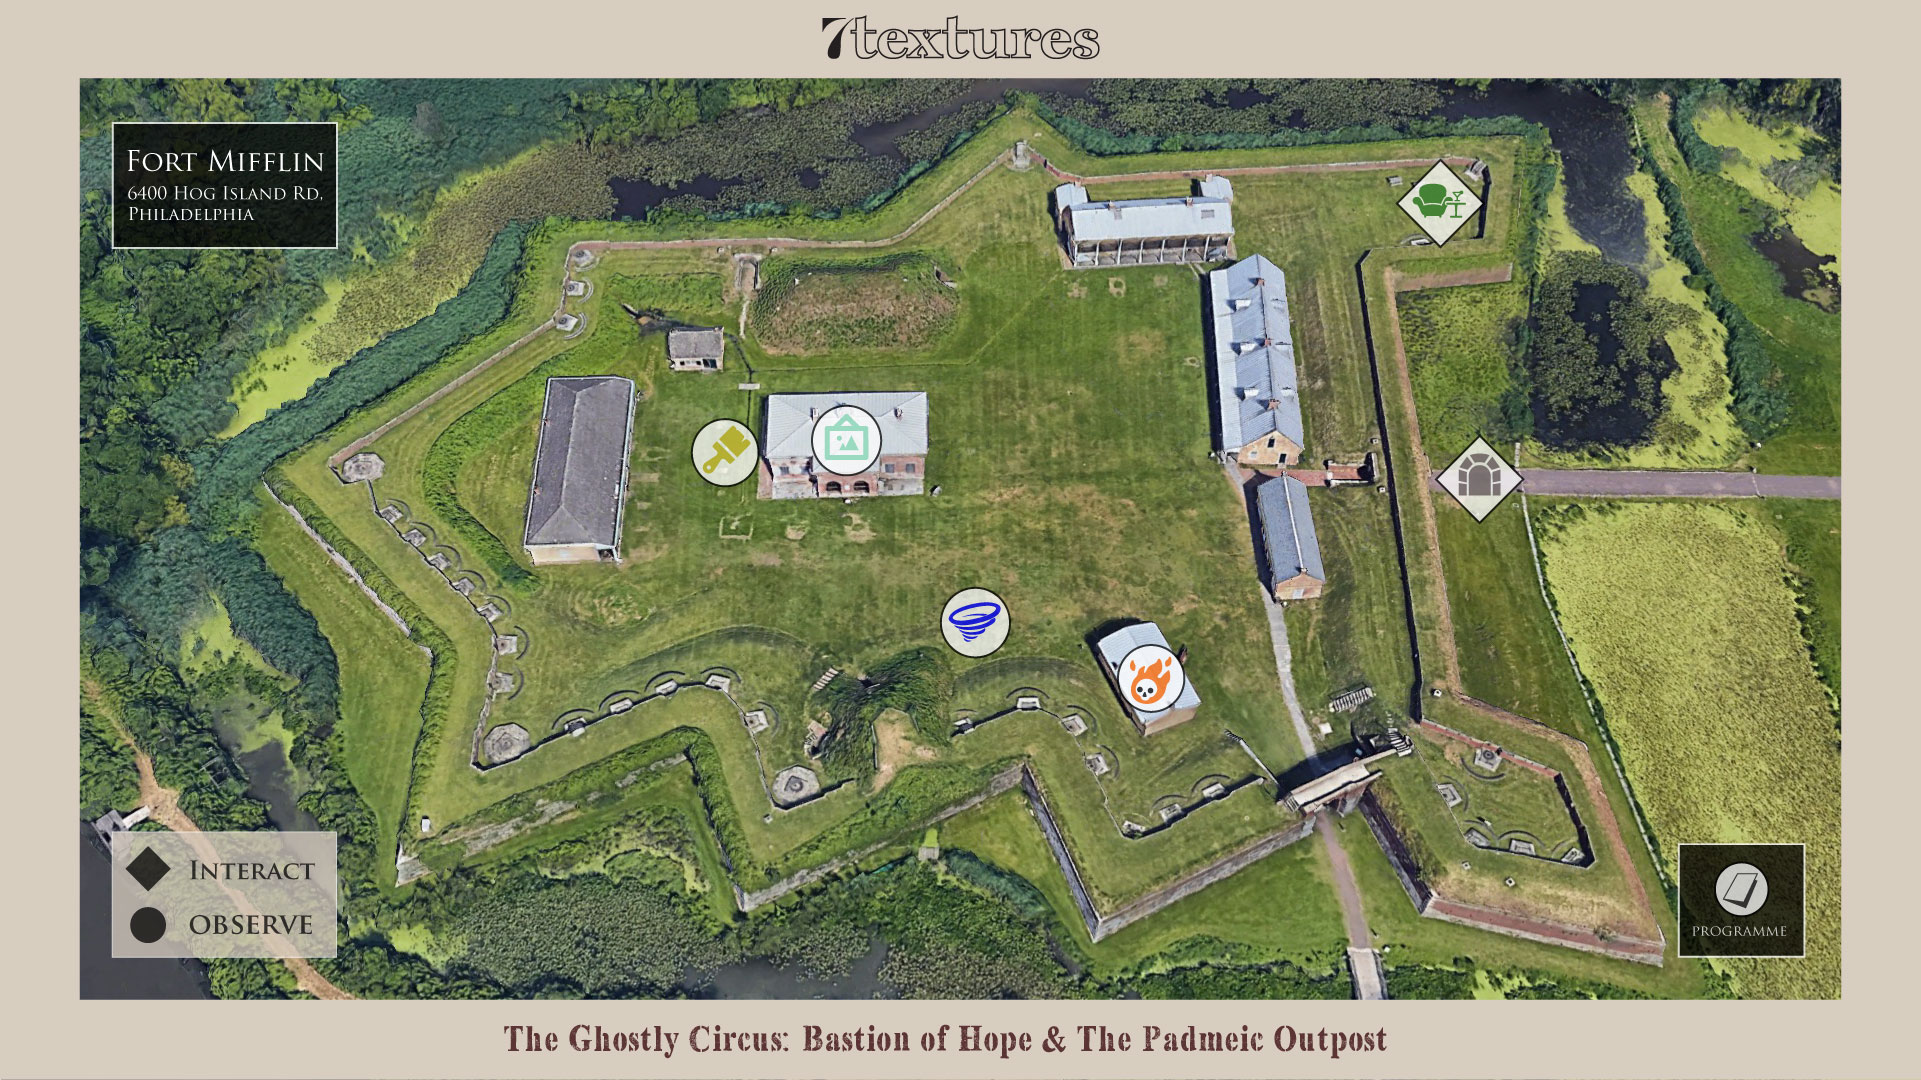 7textures
FORT MIFFLIN
6400 HOG ISLAND RD,
PHILADELPHIA
INTERACT
OBSERVE
PROGRAMME
The Ghostly Circus: Bastion of Hope & The Padmeic Outpost